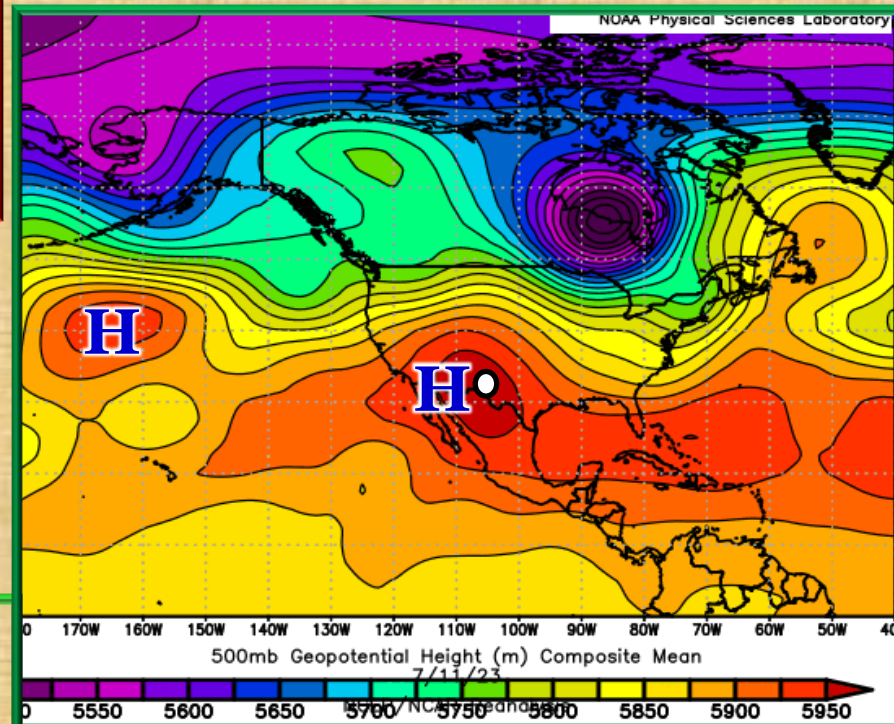 NOAA Physical Sciences Laboratory
H
H
170W 160W 150W 140W 130W 120W 110W 100W 90W 80W 70W 60W 50W
500mb Geopotential Height (m) Composite Mean
7/11/23
5550 5600 5650 5700 5750 5800 5850 5900 5950